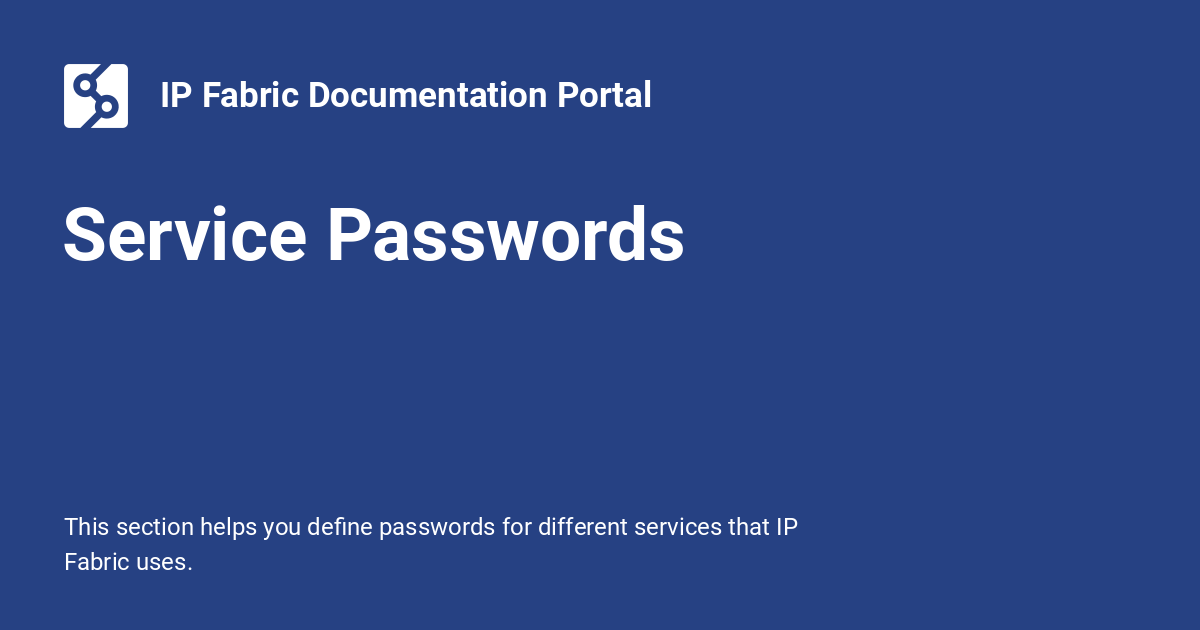 IP Fabric Documentation Portal
Service Passwords
This section helps you define passwords for different services that IP
Fabric uses.